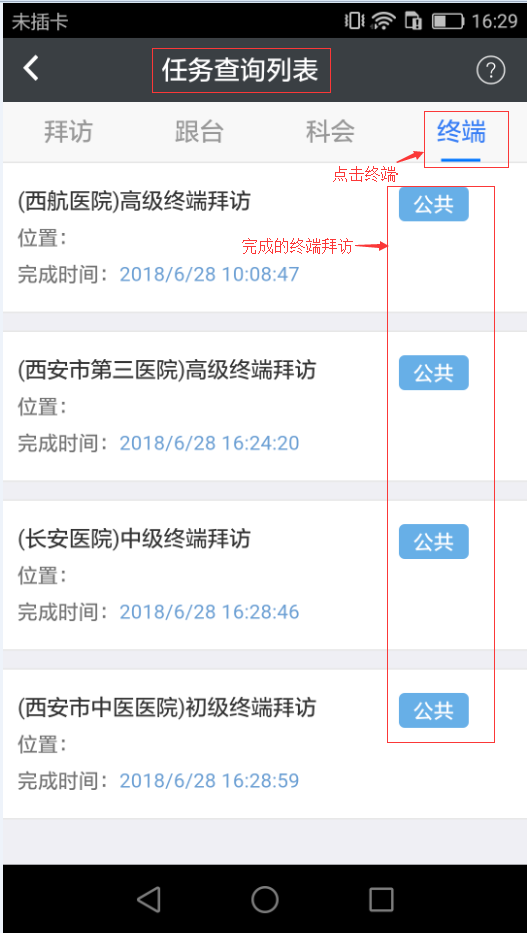 未插卡 16:29
任务查询列表 ?
拜访 跟台 科会 终端
点击终端
(西航医院)高级终端拜访 公共
位置：
完成的终端拜访
完成时间：2018/6/28 10:08:47
(西安市第三医院)高级终端拜访 公共
位置：
完成时间：2018/6/28 16:24:20
(长安医院)中级终端拜访 公共
位置：
完成时间：2018/6/28 16:28:46
(西安市中医医院)初级终端拜访 公共
位置：
完成时间：2018/6/28 16:28:59